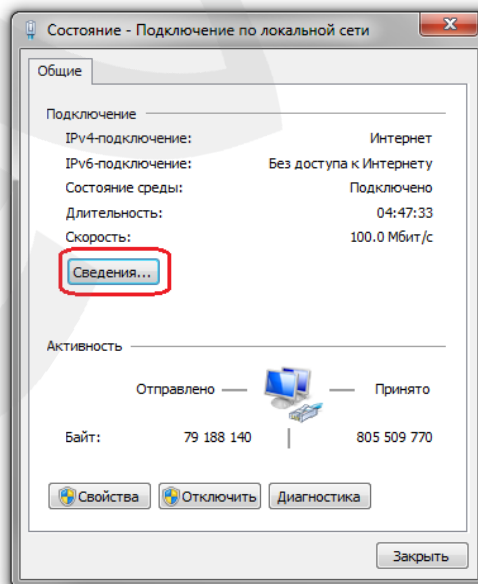 Состояние - Подключение по локальной сети
Общие
Подключение
IPv4-подключение: Интернет
IPv6-подключение: Без доступа к Интернету
Состояние среды: Подключено
Длительность: 04:47:33
Скорость: 100.0 Мбит/с
Сведения...
Активность
Отправлено Принято
Байт: 79 188 140 805 509 770
Свойства Отключить Диагностика
Закрыть